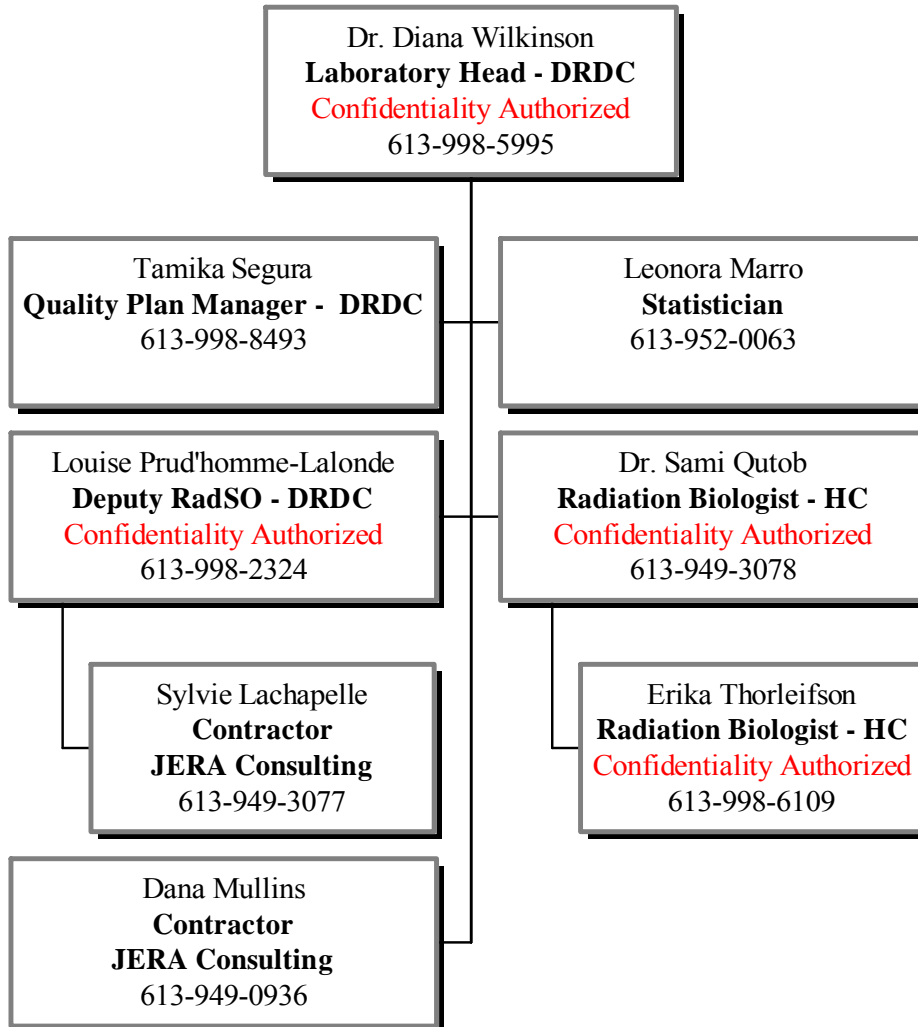 Dr. Diana Wilkinson
Laboratory Head - DRDC
Confidentiality Authorized
613-998-5995
Tamika Segura
Quality Plan Manager - DRDC
613-998-8493
Leonora Marro
Statistician
613-952-0063
Louise Prud'homme-Lalonde
Deputy RadSO - DRDC
Confidentiality Authorized
613-998-2324
Dr. Sami Qutob
Radiation Biologist - HC
Confidentiality Authorized
613-949-3078
Sylvie Lachapelle
Contractor
JERA Consulting
613-949-3077
Erika Thorleifson
Radiation Biologist - HC
Confidentiality Authorized
613-998-6109
Dana Mullins
Contractor
JERA Consulting
613-949-0936